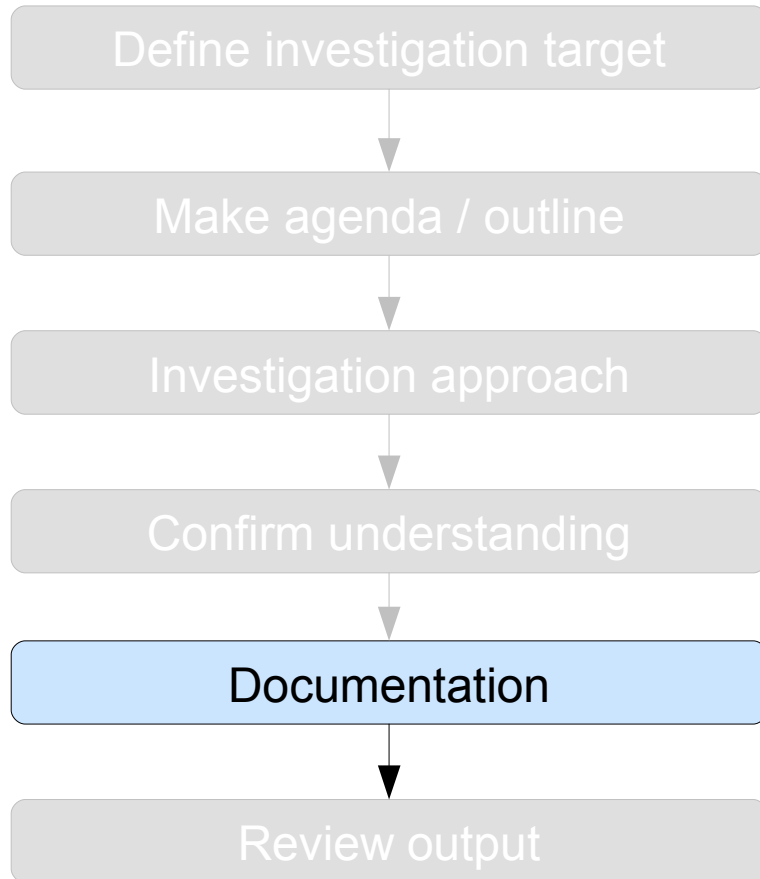 Define investigation target
Make agenda / outline
Investigation approach
Confirm understanding
Documentation
Review output